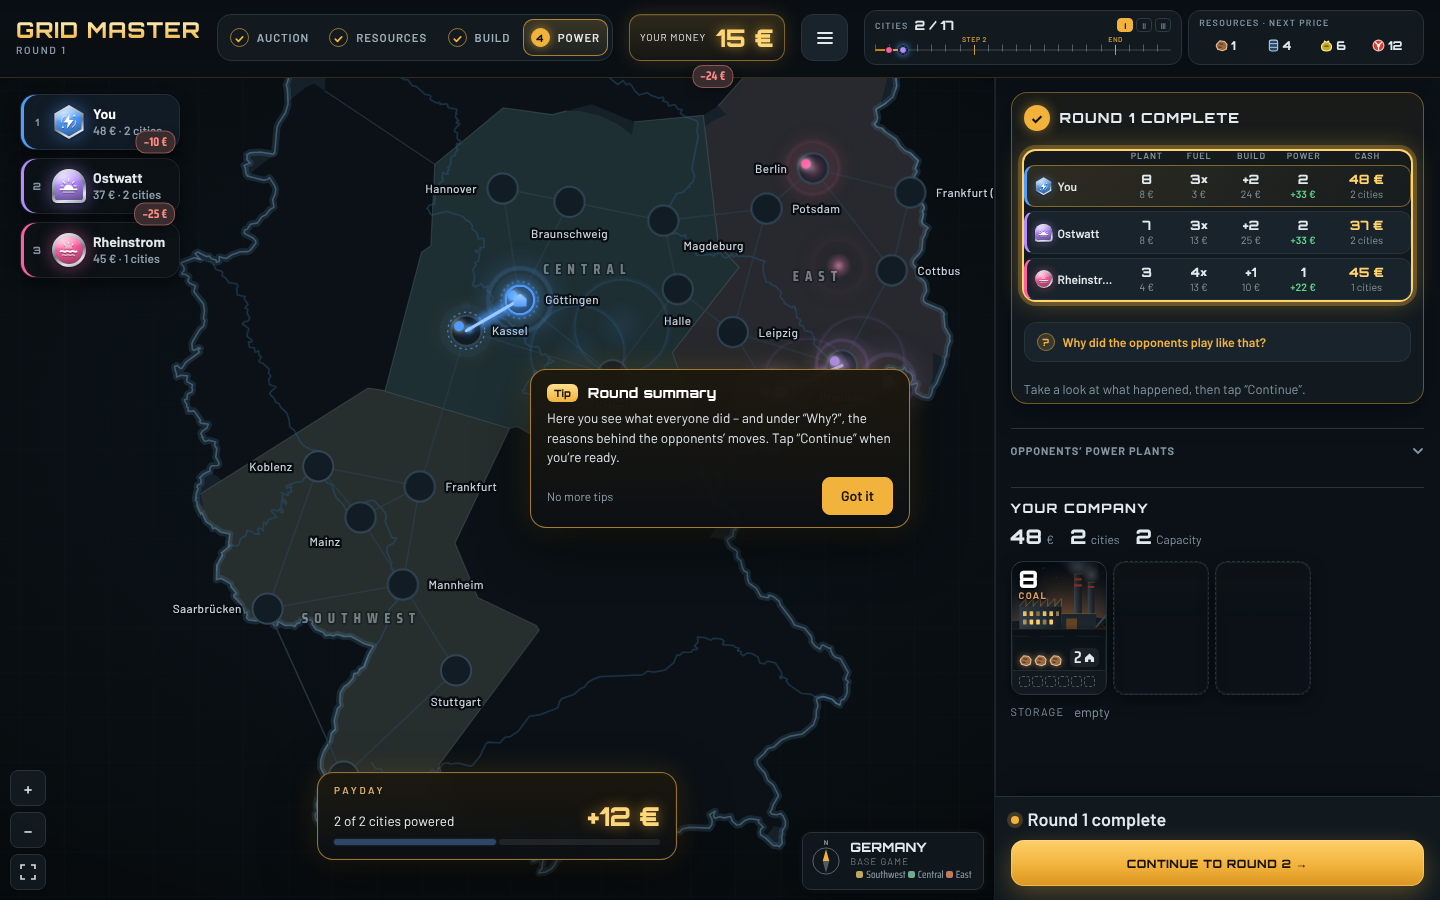 GRID MASTER
ROUND 1
AUCTION
RESOURCES
BUILD
4 POWER
YOUR MONEY 15 €
−24 €
CITIES 2 / 17
I II III
STEP 2
END
RESOURCES · NEXT PRICE
1 4 6 12
1 You
48 € · 2 cities
−10 €
2 Ostwatt
37 € · 2 cities
−25 €
3 Rheinstrom
45 € · 1 cities
Berlin
Hannover
Frankfurt (
Potsdam
Braunschweig
Magdeburg
CENTRAL
EAST
Cottbus
Göttingen
Halle
Kassel
Leipzig
Koblenz
Frankfurt
Mainz
Mannheim
Saarbrücken
SOUTHWEST
Stuttgart
Tip Round summary
Here you see what everyone did – and under “Why?”, the
reasons behind the opponents’ moves. Tap “Continue” when
you’re ready.
No more tips
Got it
PAYDAY
2 of 2 cities powered
+12 €
+
−
N
GERMANY
BASE GAME
Southwest Central East
ROUND 1 COMPLETE
PLANT FUEL BUILD POWER CASH
You 8 3x +2 2 48 €
8 € 3 € 24 € +33 € 2 cities
Ostwatt 7 3x +2 2 37 €
8 € 13 € 25 € +33 € 2 cities
Rheinstr... 3 4x +1 1 45 €
4 € 13 € 10 € +22 € 1 cities
? Why did the opponents play like that?
Take a look at what happened, then tap “Continue”.
OPPONENTS’ POWER PLANTS
YOUR COMPANY
48 € 2 cities 2 Capacity
8
COAL
2
STORAGE empty
Round 1 complete
CONTINUE TO ROUND 2 →